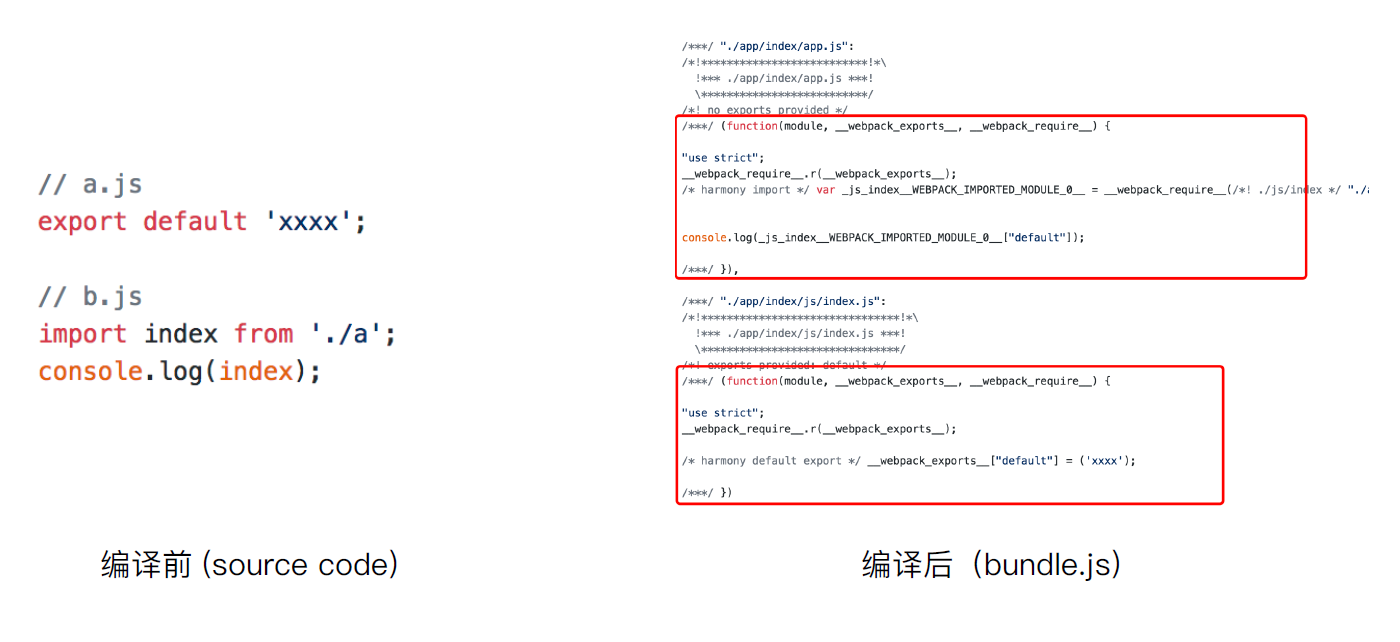 // a.js
export default 'xxxx';
// b.js
import index from './a';
console.log(index);
编译前 (source code)
/***/ "./app/index/app.js":
/*!**************************!*\
!*** ./app/index/app.js ***!
\**************************/
/*! no exports provided */
/***/ (function(module, __webpack_exports__, __webpack_require__) {
"use strict";
__webpack_require__.r(__webpack_exports__);
/* harmony import */ var _js_index__WEBPACK_IMPORTED_MODULE_0__ = __webpack_require__(/*! ./js/index */ "./
console.log(_js_index__WEBPACK_IMPORTED_MODULE_0__["default"]);
/***/ }),
/***/ "./app/index/js/index.js":
/*!*******************************!*\
!*** ./app/index/js/index.js ***!
\*******************************/
/*! exports provided: default */
/***/ (function(module, __webpack_exports__, __webpack_require__) {
"use strict";
__webpack_require__.r(__webpack_exports__);
/* harmony default export */ __webpack_exports__["default"] = ('xxxx');
/***/ })
编译后（bundle.js）